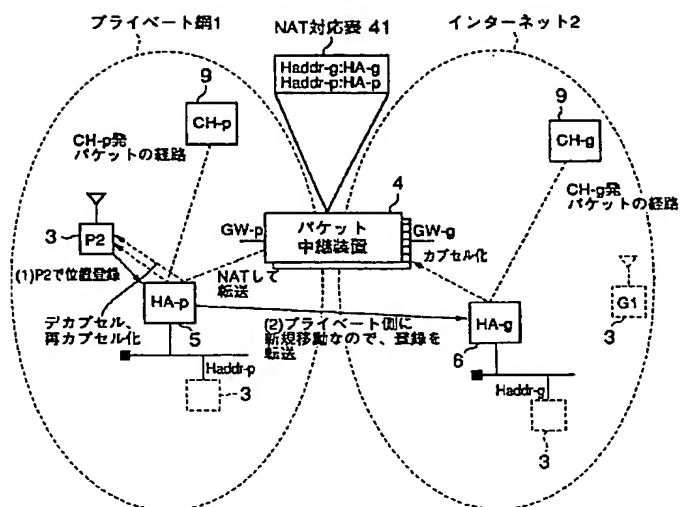 プライベート網1
NAT対応表 41
インターネット2
Haddr-g:HA-g
Haddr-p:HA-p
9
CH-p
9
CH-g
CH-p発
パケットの経路
CH-g発
パケットの経路
4
3
P2
GW-p
パケット
中継装置
GW-g
カプセル化
(1)P2で位置登録
NATして
転送
HA-p
デカプセル、
再カプセル化
5
(2)プライベート側に
新規移動なので、登録を
転送
HA-g
6
G1
3
Haddr-p
3
Haddr-g
3